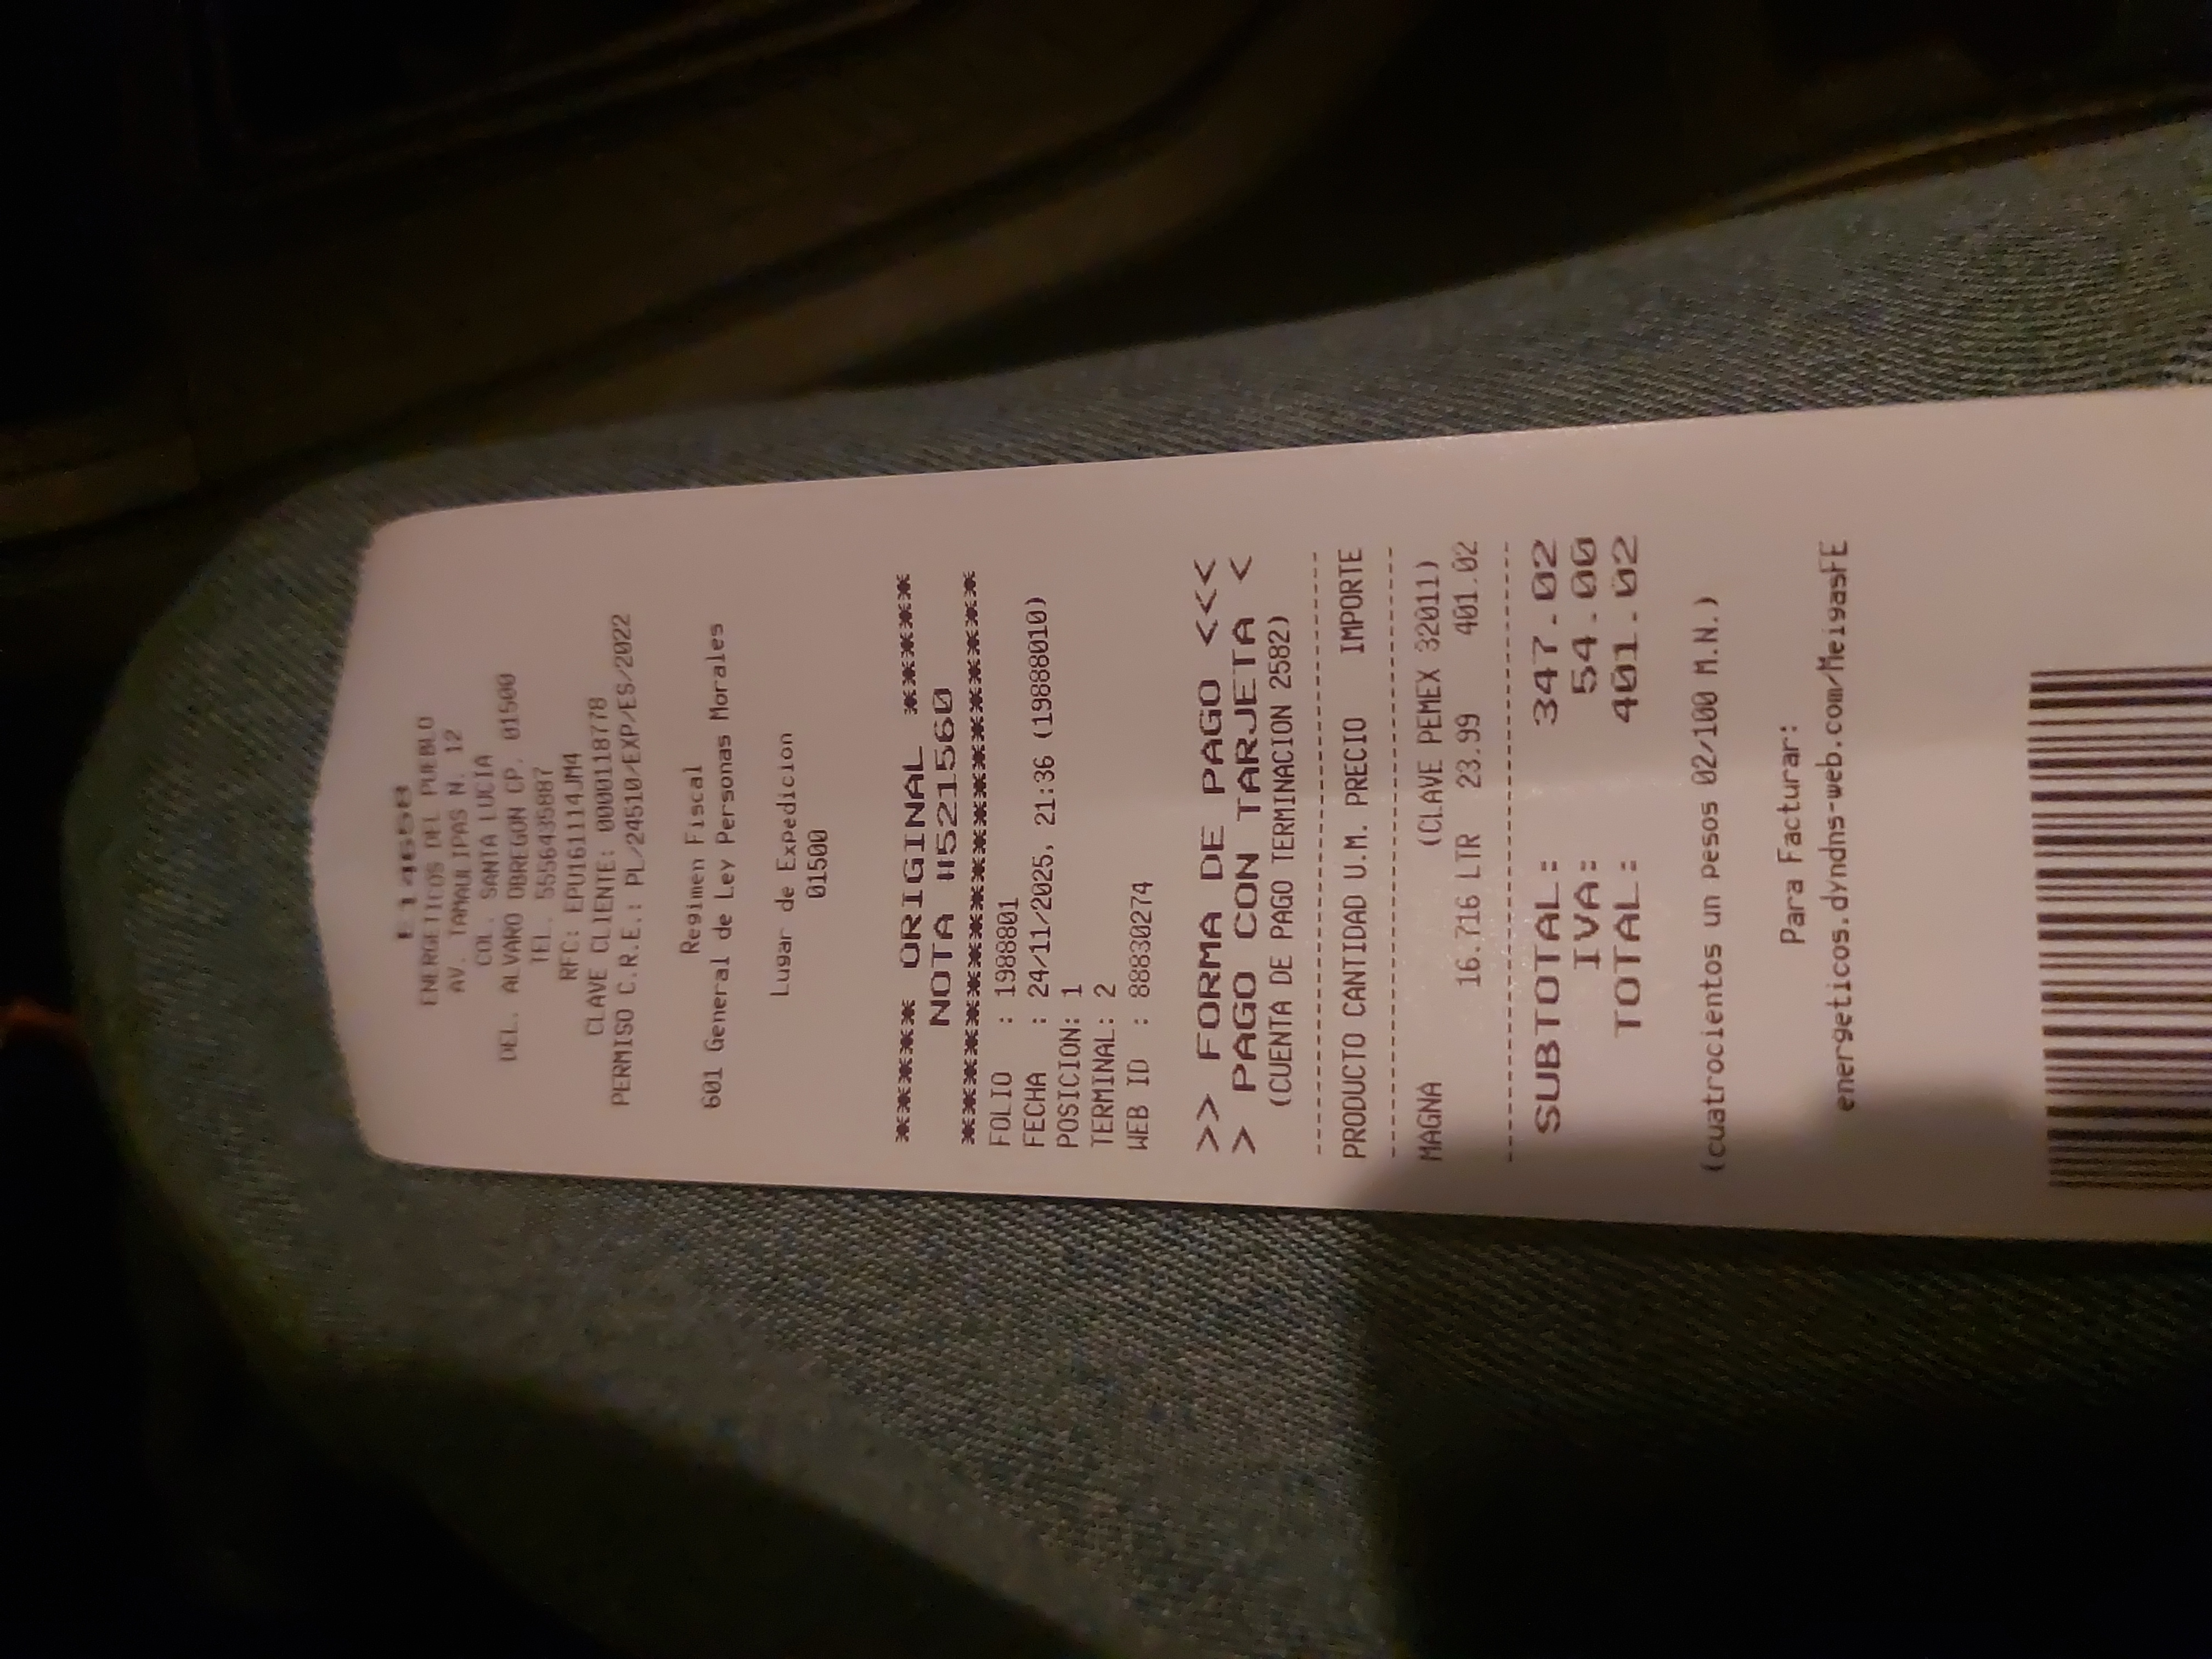 E14658
ENERGETICOS DEL PUEBLO
AV. TAMAULIPAS N. 12
COL. SANTA LUCIA
DEL. ALVARO OBREGON CP. 01500
TEL. 5556435887
RFC: EPU161114JM4
CLAVE CLIENTE: 0000118778
PERMISO C.R.E.: PL/24510/EXP/ES/2022
Regimen Fiscal
601 General de Ley Personas Morales
Lugar de Expedicion
01500
****** ORIGINAL ******
NOTA #521560
**********************************
FOLIO : 1988801
FECHA : 24/11/2025, 21:36 (19888010)
POSICION: 1
TERMINAL: 2
WEB ID : 88830274
>> FORMA DE PAGO <<<
> PAGO CON TARJETA <
(CUENTA DE PAGO TERMINACION 2582)
PRODUCTO CANTIDAD U.M. PRECIO IMPORTE
MAGNA (CLAVE PEMEX 32011)
16.716 LTR 23.99 401.02
SUBTOTAL: 347.02
IVA: 54.00
TOTAL: 401.02
(cuatrocientos un pesos 02/100 M.N.)
Para Facturar:
energeticos.dyndns-web.com/MeigasFE